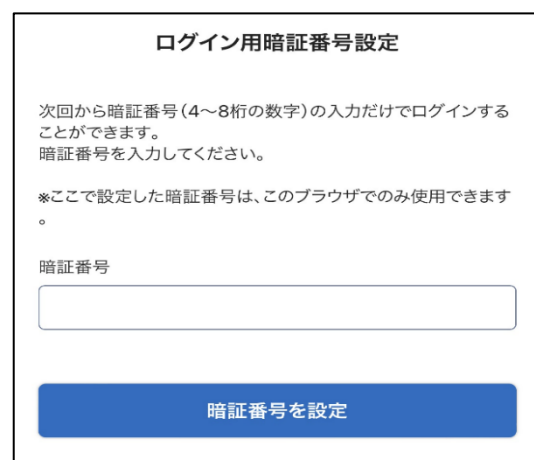 ログイン用暗証番号設定
次回から暗証番号(4～8桁の数字)の入力だけでログインする
ことができます。
暗証番号を入力してください。
※ここで設定した暗証番号は、このブラウザでのみ使用できます
。
暗証番号
暗証番号を設定